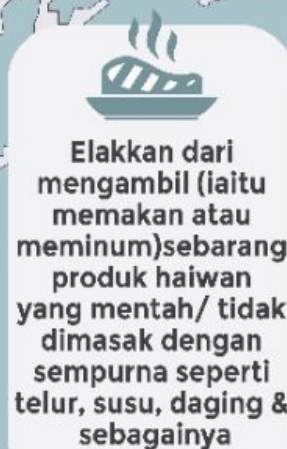 Elakkan dari
mengambil (iaitu
memakan atau
meminum)sebarang
produk haiwan
yang mentah/ tidak
dimasak dengan
sempurna seperti
telur, susu, daging &
sebagainya